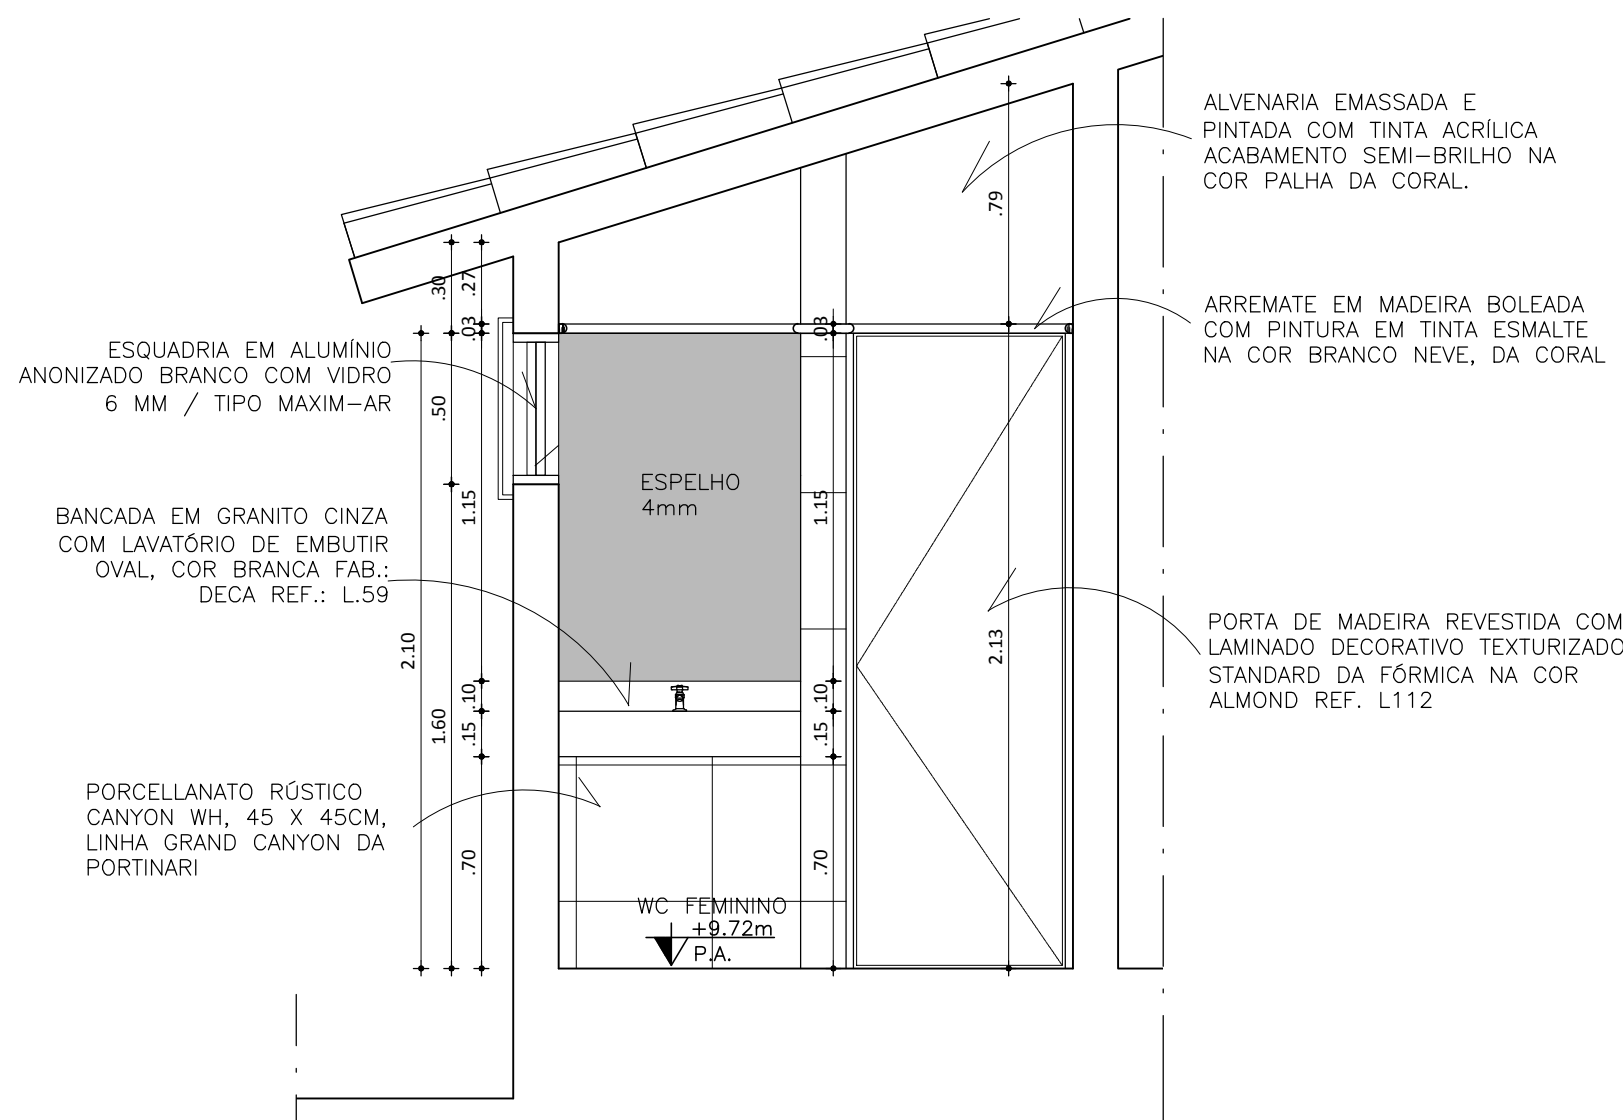 ALVENARIA EMASSADA E
PINTADA COM TINTA ACRÍLICA
ACABAMENTO SEMI-BRILHO NA
COR PALHA DA CORAL.
.79
.30
.27
.03
.03
ARREMATE EM MADEIRA BOLEADA
COM PINTURA EM TINTA ESMALTE
NA COR BRANCO NEVE, DA CORAL
ESQUADRIA EM ALUMÍNIO
ANONIZADO BRANCO COM VIDRO
6 MM / TIPO MAXIM-AR
.50
ESPELHO
4mm
1.15
1.15
BANCADA EM GRANITO CINZA
COM LAVATÓRIO DE EMBUTIR
OVAL, COR BRANCA FAB.:
DECA REF.: L.59
PORTA DE MADEIRA REVESTIDA COM
LAMINADO DECORATIVO TEXTURIZADO
STANDARD DA FÓRMICA NA COR
ALMOND REF. L112
2.10
2.13
.10
.10
1.60
.15
.15
PORCELLANATO RÚSTICO
CANYON WH, 45 X 45CM,
LINHA GRAND CANYON DA
PORTINARI
.70
.70
WC FEMININO
+9.72m
P.A.